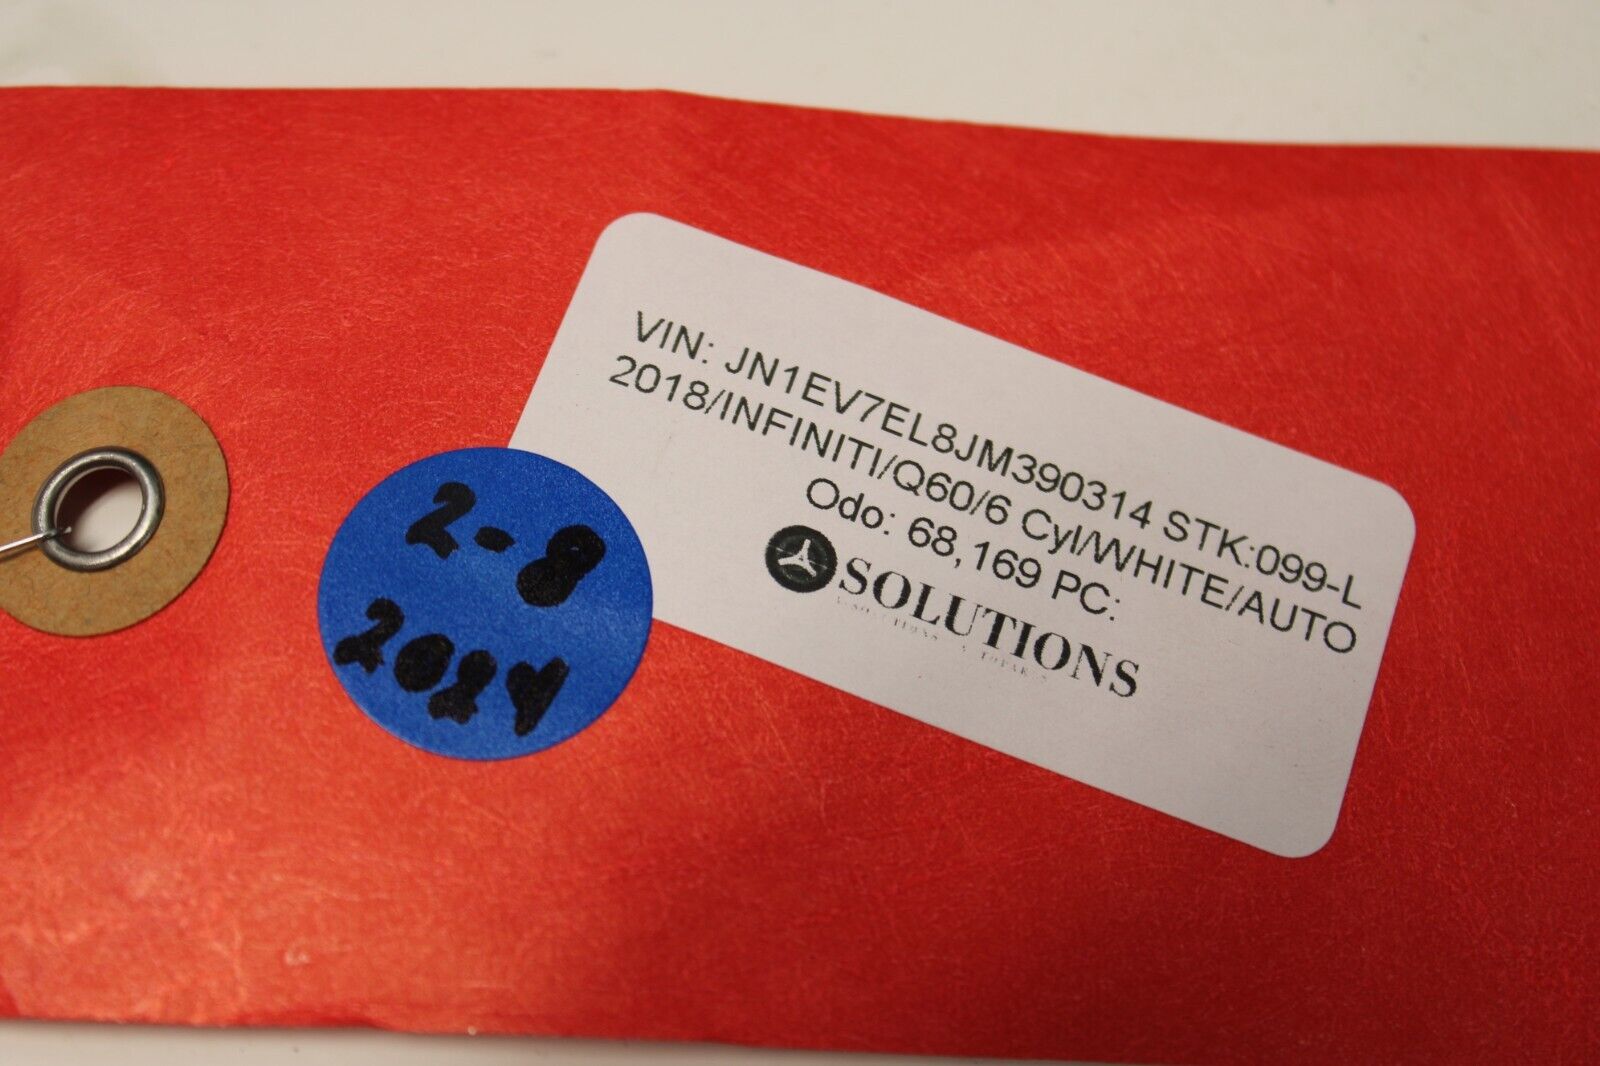 VIN: JN1EV7EL8JM390314 STK:099-L
2018/INFINITI/Q60/6 Cyl/WHITE/AUTO
Odo: 68,169 PC:
SOLUTIONS
2-8
2024